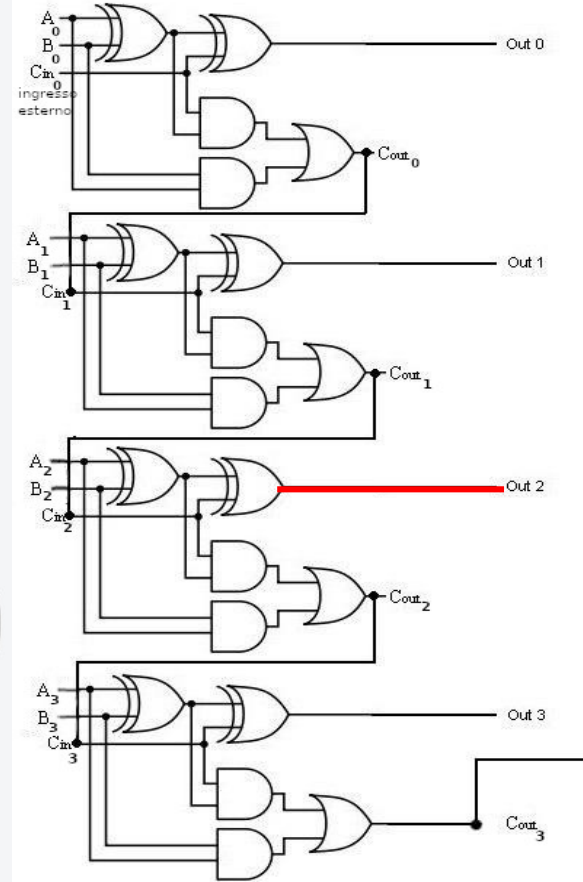 A0
B0
Cin0
ingresso
esterno
Out 0
Cout0
A1
B1
Cin1
Out 1
Cout1
A2
B2
Cin2
Out 2
Cout2
A3
B3
Cin3
Out 3
Cout3